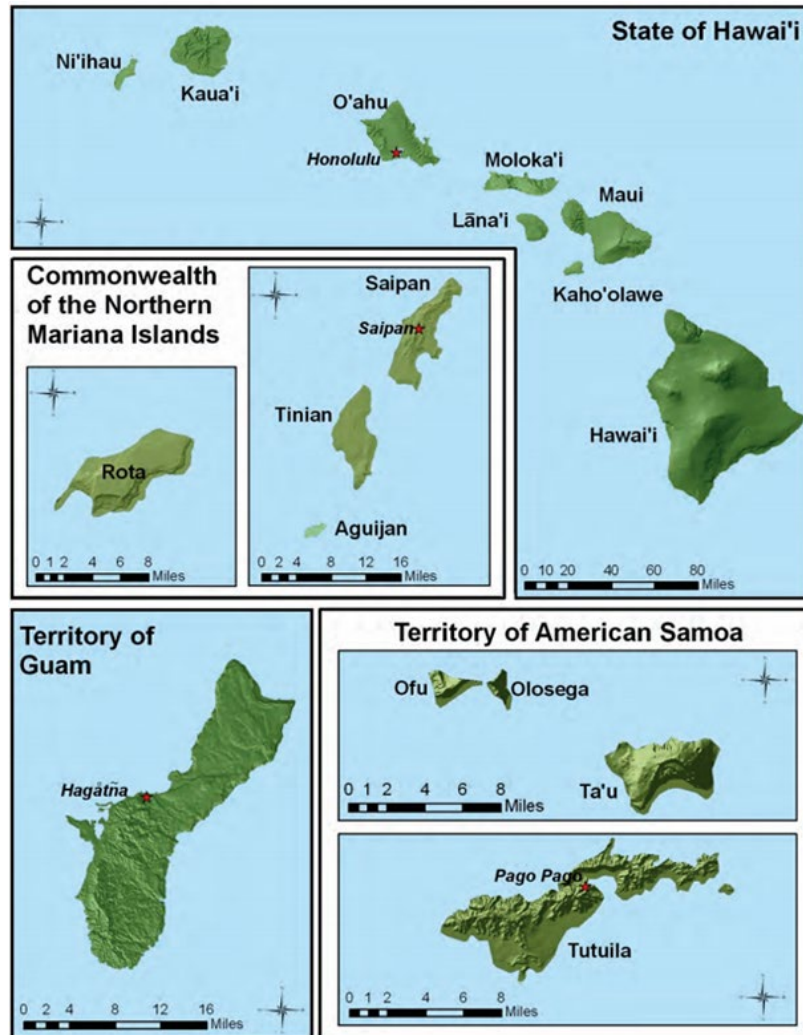 State of Hawai'i
Ni'ihau
Kaua'i
O'ahu
Honolulu
Moloka'i
Maui
Lāna'i
Kaho'olawe
Hawai'i
0 10 20 40 60 80
Miles
Commonwealth
of the Northern
Mariana Islands
Rota
0 1 2 4 6 8
Miles
Saipan
Saipan
Tinian
Aguijan
0 2 4 8 12 16
Miles
Territory of
Guam
Hagåtña
0 2 4 8 12 16
Miles
Territory of American Samoa
Ofu
Olosega
Ta'u
0 1 2 4 6 8
Miles
Pago Pago
Tutuila
0 1 2 4 6 8
Miles